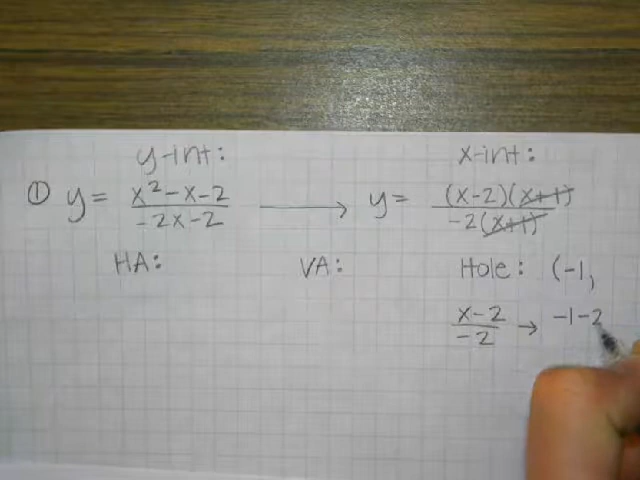 y-int: x-int:
① y = x² - x - 2 / -2x - 2 → y = (x-2)(x+1) / -2(x+1)
HA: VA: Hole: (-1,
x-2 / -2 → -1-2